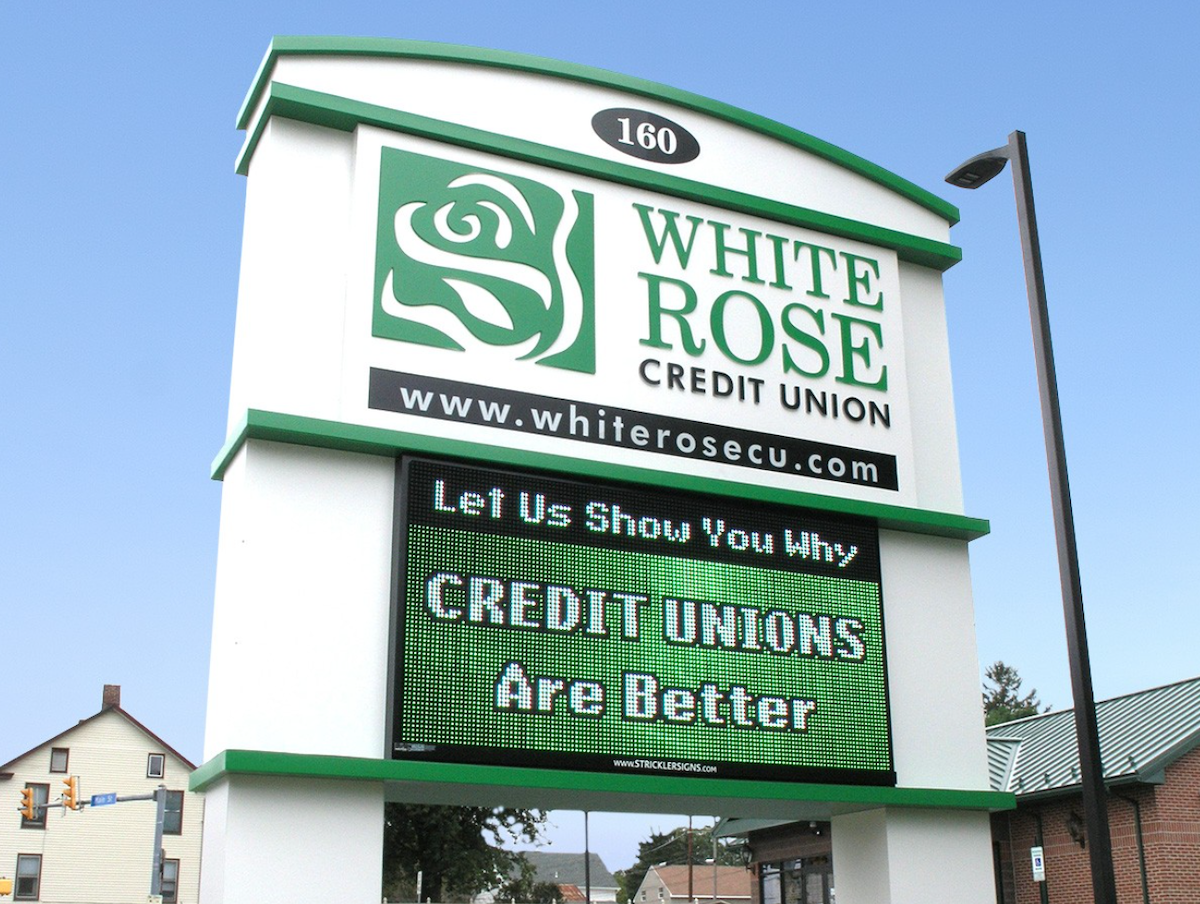 160
WHITE
ROSE
CREDIT UNION
www.whiterosecu.com
Let Us Show You Why
CREDIT UNIONS
Are Better
www.STRICKLERSIGNS.com